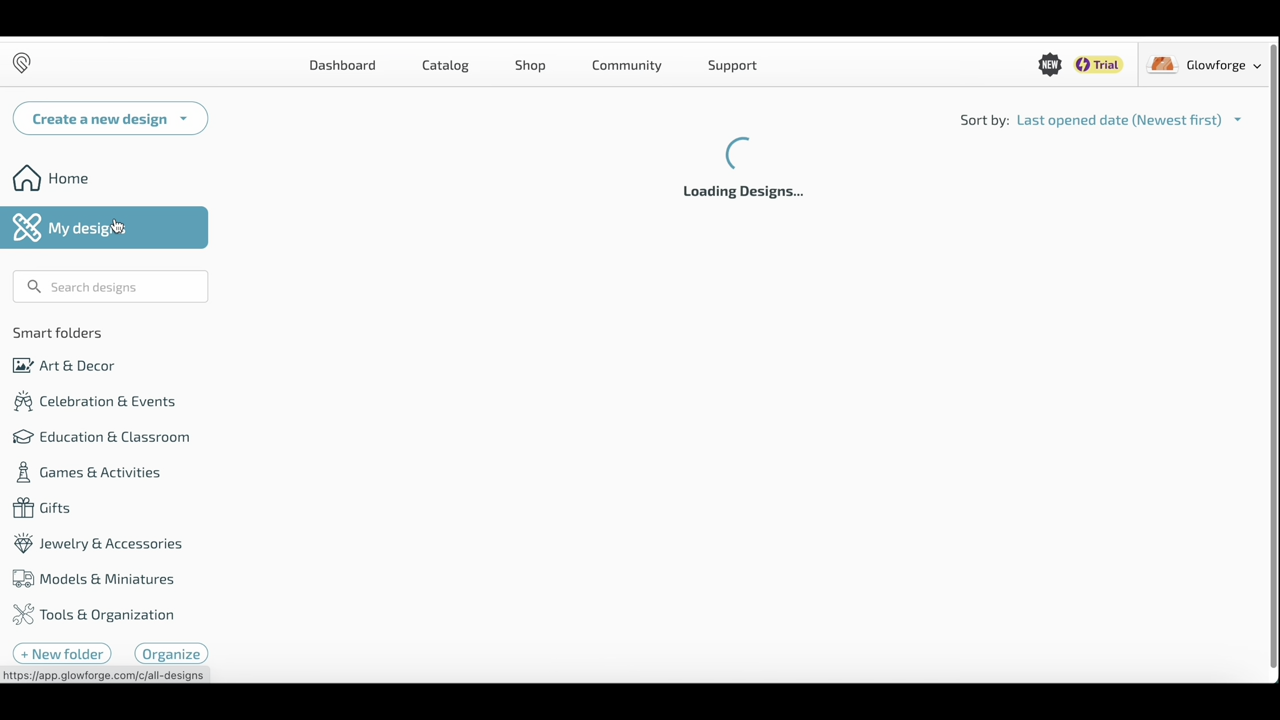 Dashboard
Catalog
Shop
Community
Support
NEW
Trial
Glowforge
Create a new design
Sort by: Last opened date (Newest first)
Loading Designs...
Home
My designs
Search designs
Smart folders
Art & Decor
Celebration & Events
Education & Classroom
Games & Activities
Gifts
Jewelry & Accessories
Models & Miniatures
Tools & Organization
+ New folder
Organize
https://app.glowforge.com/c/all-designs